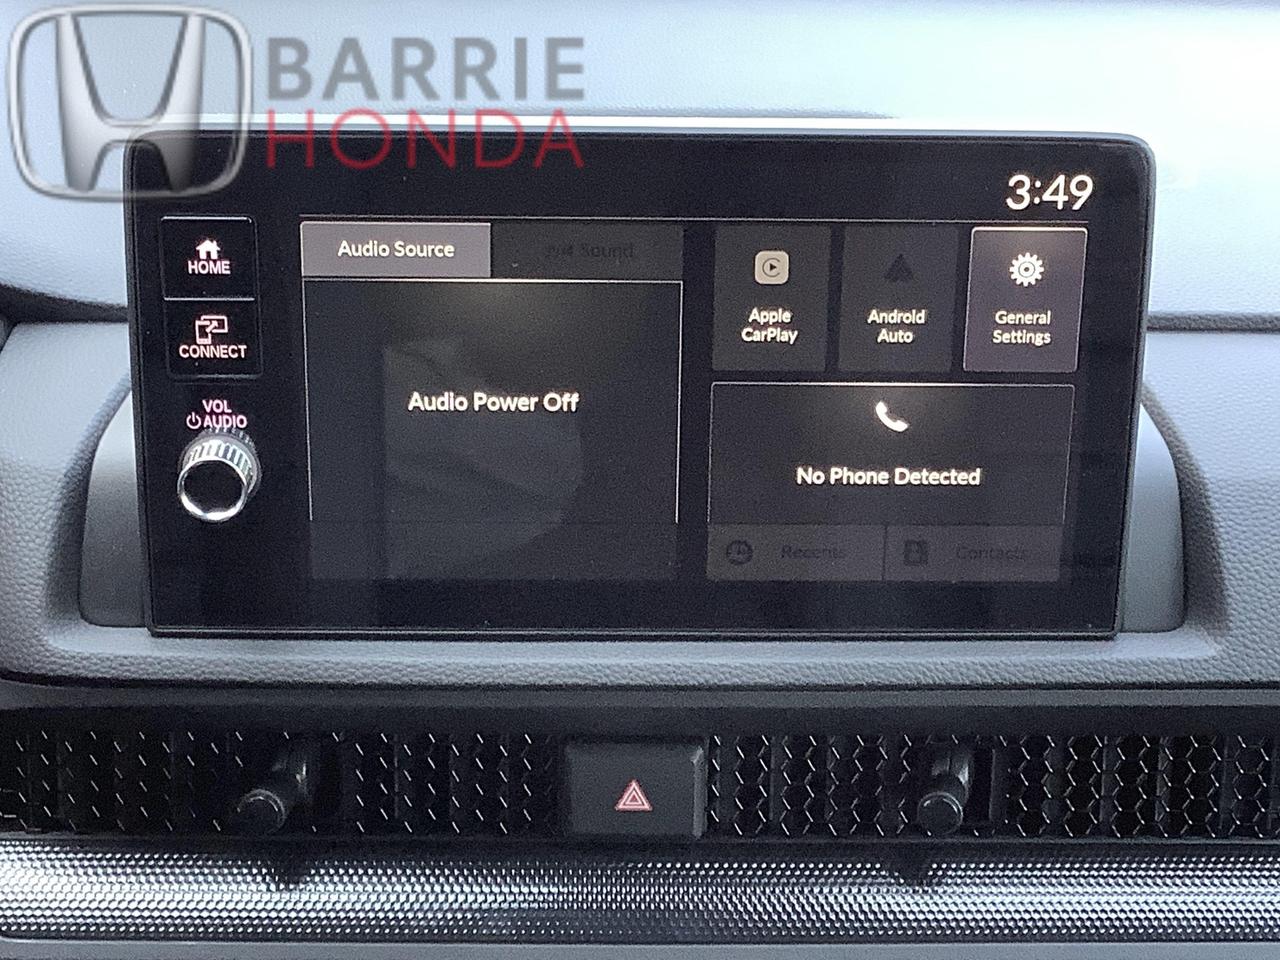 BARRIE
HONDA
3:49
HOME
CONNECT
VOL
AUDIO
Audio Source
Sound
Audio Power Off
Apple
CarPlay
Android
Auto
General
Settings
No Phone Detected
Recents
Contacts